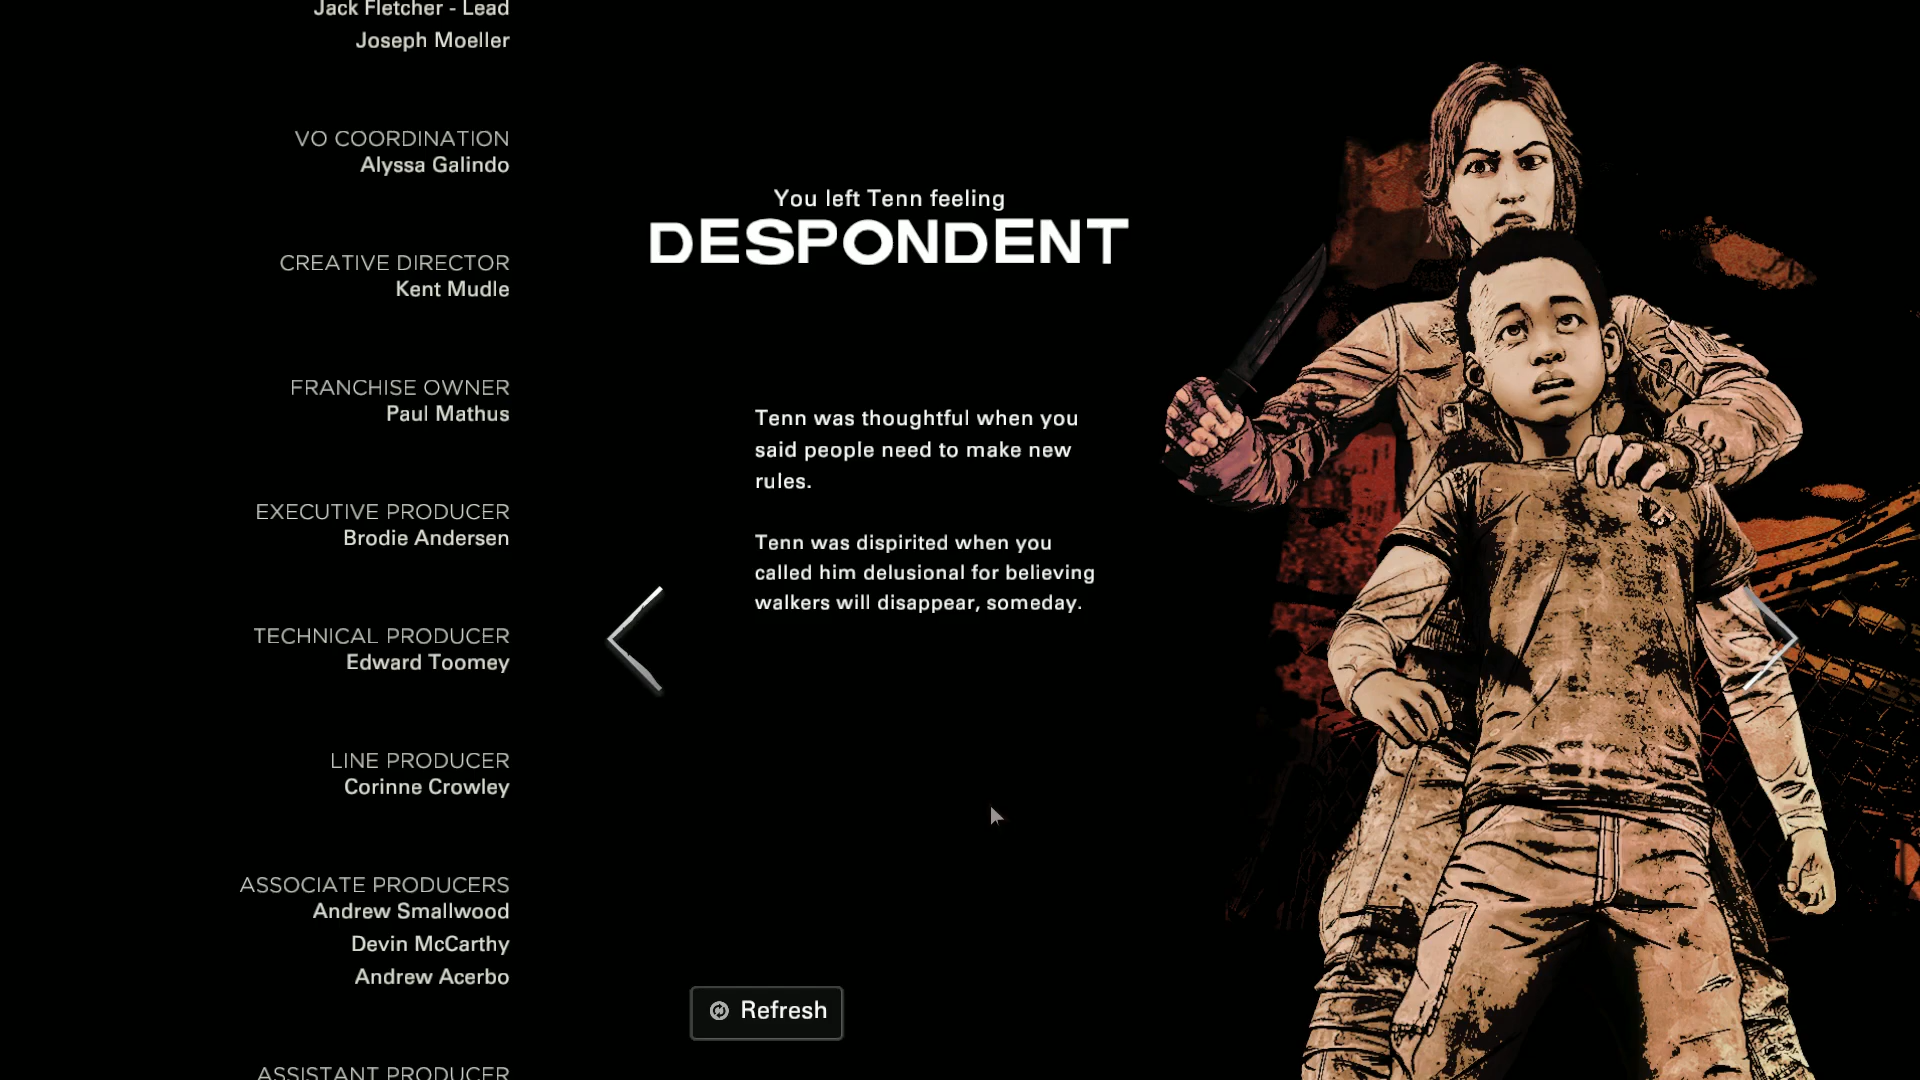 Jack Fletcher - Lead
Joseph Moeller
VO COORDINATION
Alyssa Galindo
CREATIVE DIRECTOR
Kent Mudle
FRANCHISE OWNER
Paul Mathus
EXECUTIVE PRODUCER
Brodie Andersen
TECHNICAL PRODUCER
Edward Toomey
LINE PRODUCER
Corinne Crowley
ASSOCIATE PRODUCERS
Andrew Smallwood
Devin McCarthy
Andrew Acerbo
ASSISTANT PRODUCER
You left Tenn feeling
DESPONDENT
Tenn was thoughtful when you
said people need to make new
rules.
Tenn was dispirited when you
called him delusional for believing
walkers will disappear, someday.
Refresh